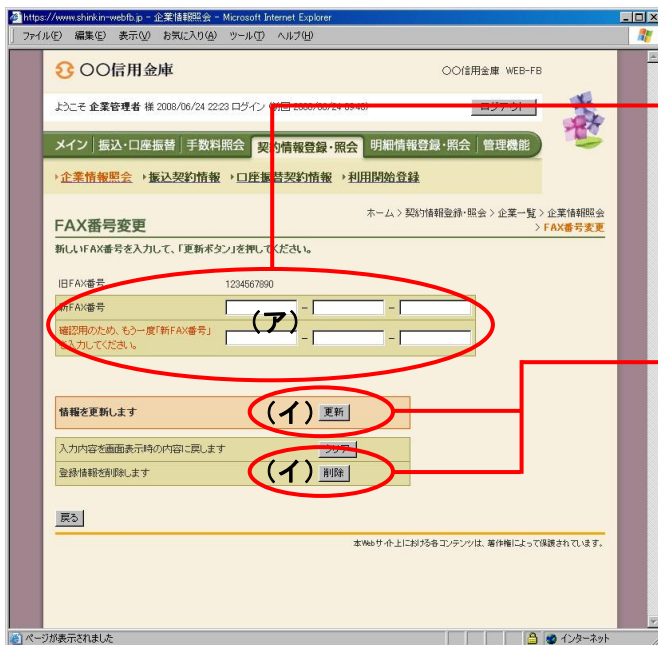 https://www.shinkin-webfb.jp - 企業情報照会 - Microsoft Internet Explorer
ファイル(F) 編集(E) 表示(V) お気に入り(A) ツール(T) ヘルプ(H)
〇〇信用金庫
〇〇信用金庫 WEB-FB
ようこそ 企業管理者 様 2008/06/24 22:23 ログイン (前回 2008/06/24 09:40)
ログアウト
メイン 振込・口座振替 手数料照会 契約情報登録・照会 明細情報登録・照会 管理機能
企業情報照会 振込契約情報 口座振替契約情報 利用開始登録
ホーム > 契約情報登録・照会 > 企業一覧 > 企業情報照会
> FAX番号変更
FAX番号変更
新しいFAX番号を入力して、「更新ボタン」を押してください。
旧FAX番号 1234567890
新FAX番号 - -
(ア)
確認用のため、もう一度「新FAX番号」
を入力してください。 - -
情報を更新します (イ) 更新
入力内容を画面表示時の内容に戻します クリア
登録情報を削除します (イ) 削除
戻る
本Webサイト上における各コンテンツは、著作権によって保護されています。
ページが表示されました インターネット